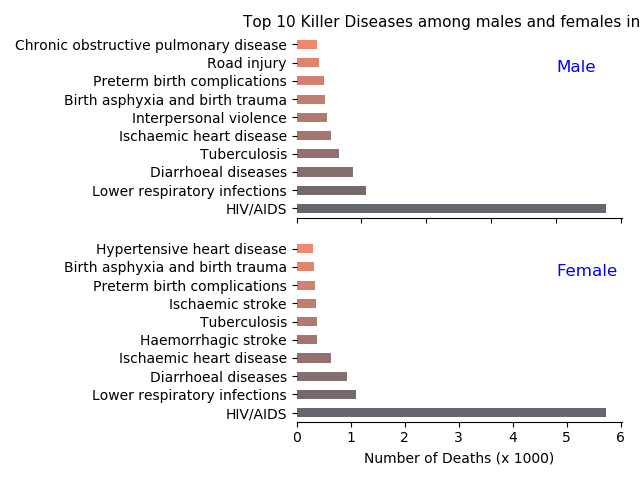 Top 10 Killer Diseases among males and females in
Chronic obstructive pulmonary disease
Road injury
Preterm birth complications
Birth asphyxia and birth trauma
Interpersonal violence
Ischaemic heart disease
Tuberculosis
Diarrhoeal diseases
Lower respiratory infections
HIV/AIDS
Male
Hypertensive heart disease
Birth asphyxia and birth trauma
Preterm birth complications
Ischaemic stroke
Tuberculosis
Haemorrhagic stroke
Ischaemic heart disease
Diarrhoeal diseases
Lower respiratory infections
HIV/AIDS
Female
0 1 2 3 4 5 6
Number of Deaths (x 1000)